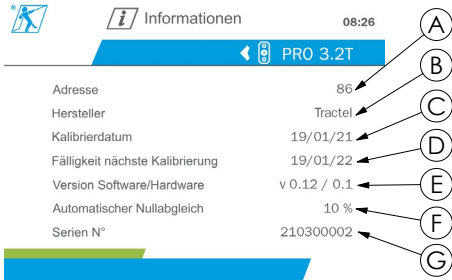 i Informationen 08:26
PRO 3.2T
Adresse 86
Hersteller Tractel
Kalibrierdatum 19/01/21
Fälligkeit nächste Kalibrierung 19/01/22
Version Software/Hardware v 0.12 / 0.1
Automatischer Nullabgleich 10 %
Serien N° 210300002
A
B
C
D
E
F
G